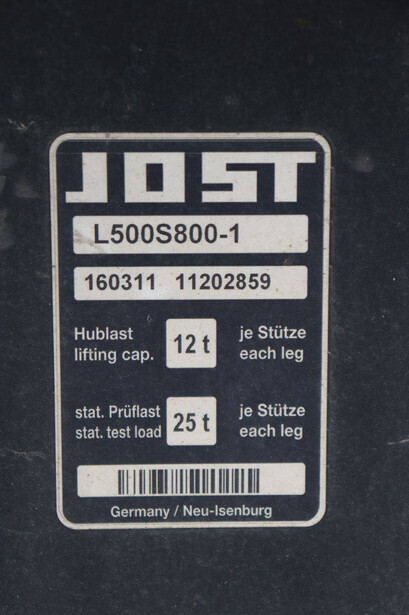 JOST
L500S800-1
160311 11202859
Hublast 12 t je Stütze
lifting cap. each leg
stat. Prüflast 25 t je Stütze
stat. test load each leg
Germany / Neu-Isenburg